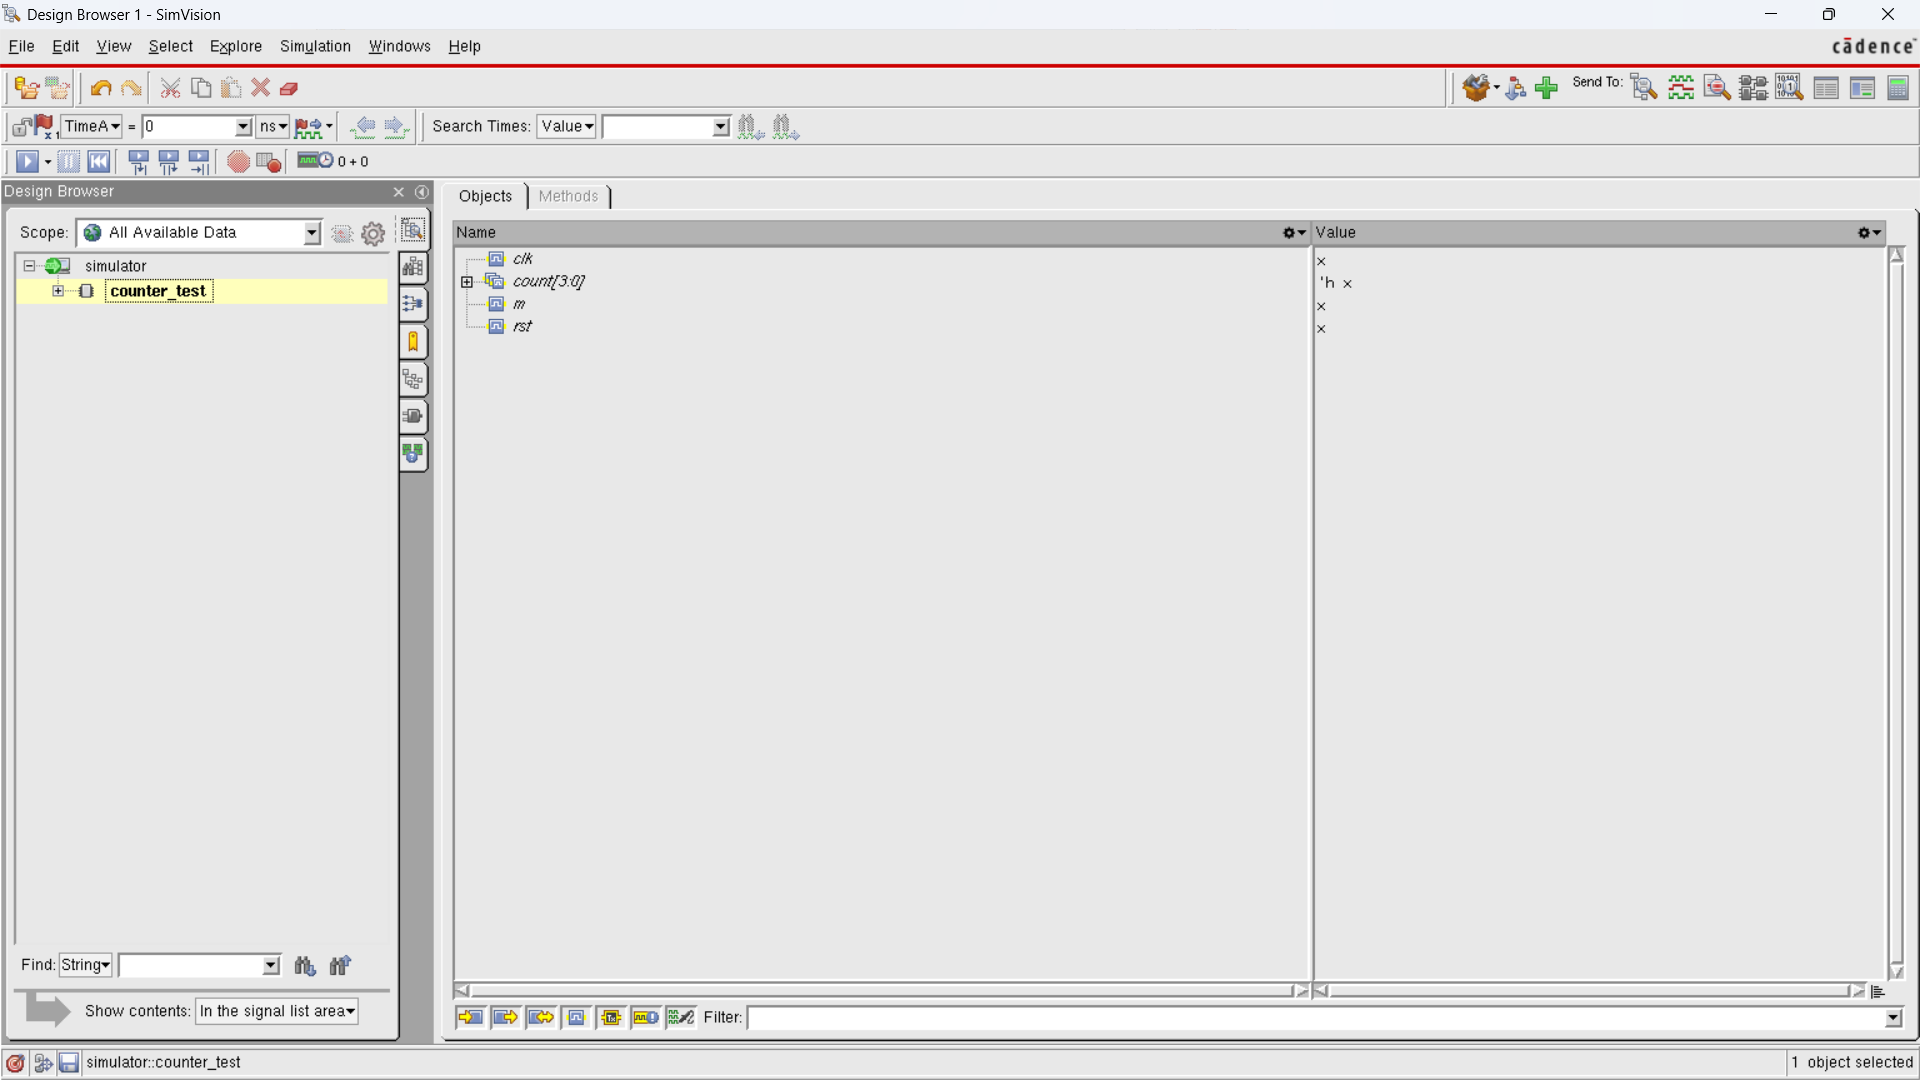 Design Browser 1 - SimVision
File Edit View Select Explore Simulation Windows Help
cādence
Send To:
TimeA = 0 ns Search Times: Value
0 + 0
Design Browser
Objects Methods
Scope: All Available Data
Name Value
simulator
counter_test
clk x
count[3:0] 'h x
m x
rst x
Find: String
Show contents: In the signal list area
Filter:
simulator::counter_test
1 object selected